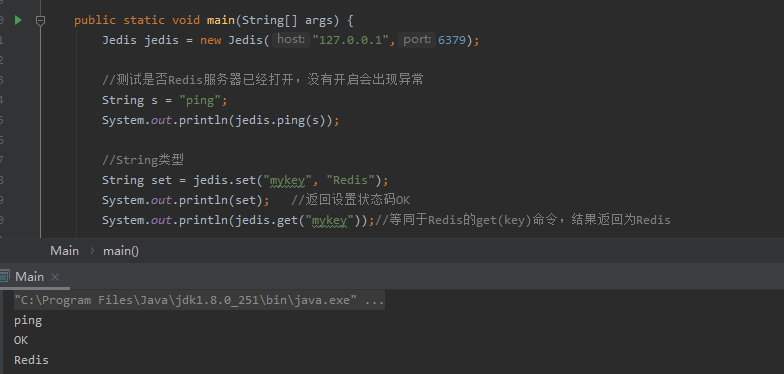 public static void main(String[] args) {
Jedis jedis = new Jedis( host: "127.0.0.1", port: 6379);
//测试是否Redis服务器已经打开，没有开启会出现异常
String s = "ping";
System.out.println(jedis.ping(s));
//String类型
String set = jedis.set("mykey", "Redis");
System.out.println(set);   //返回设置状态码OK
System.out.println(jedis.get("mykey"));//等同于Redis的get(key)命令，结果返回为Redis
Main › main()
Main ×
"C:\Program Files\Java\jdk1.8.0_251\bin\java.exe" ...
ping
OK
Redis